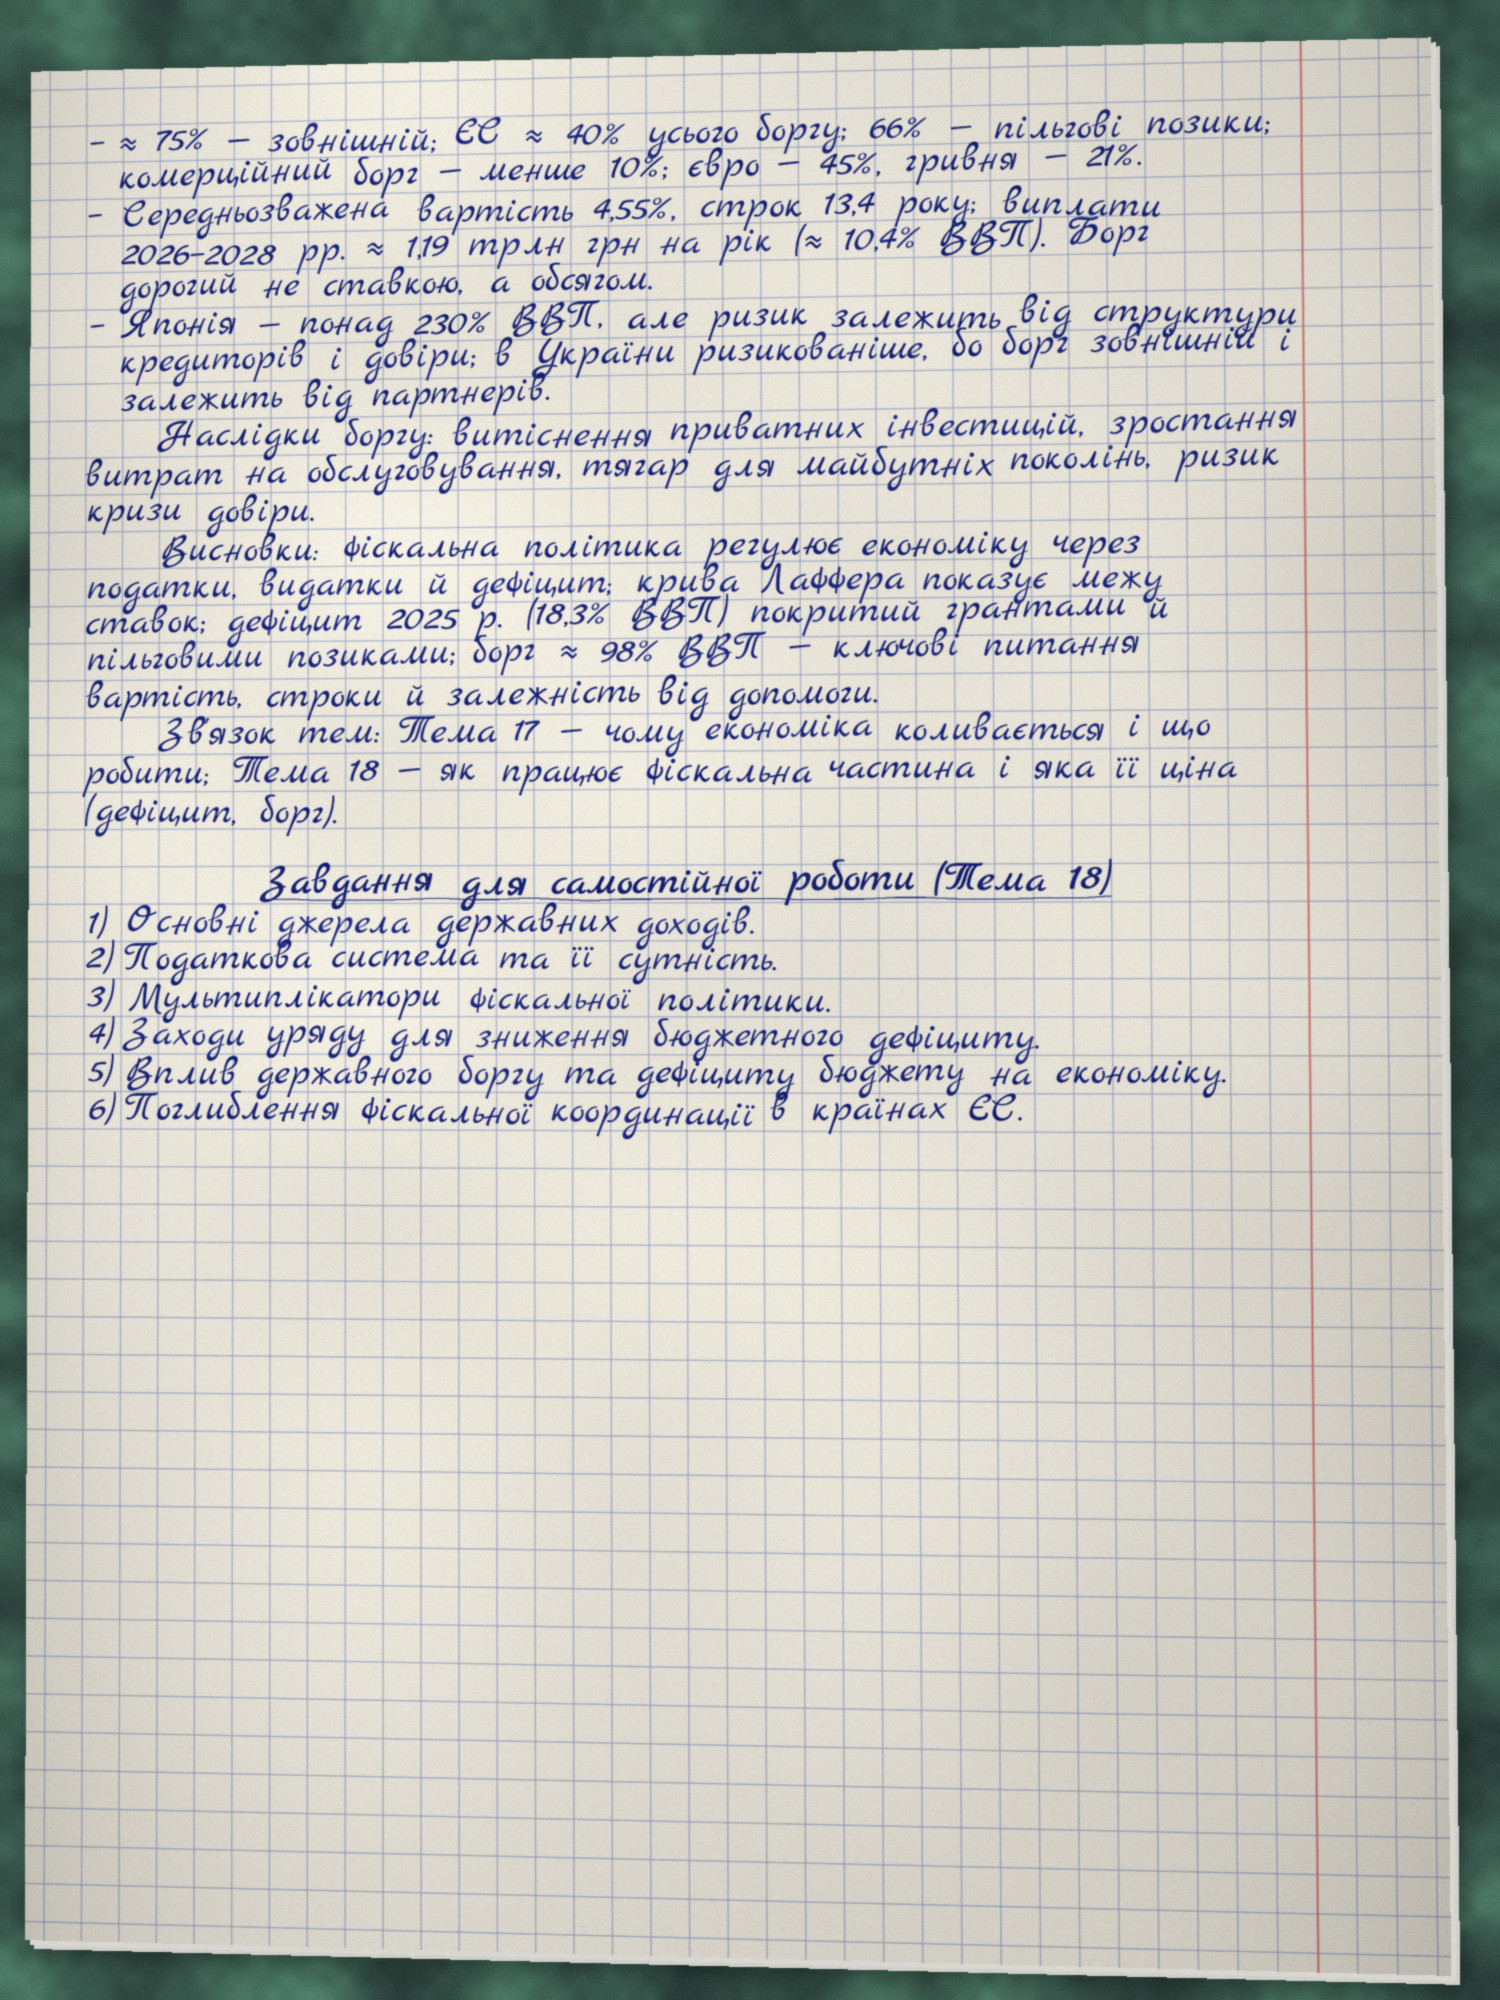 - ≈ 75% — зовнішній; ЄС ≈ 40% усього боргу; 66% — пільгові позики;
комерційний борг — менше 10%; євро — 45%, гривня — 21%.
- Середньозважена вартість 4,55%, строк 13,4 року; виплати
2026-2028 рр. ≈ 1,19 трлн грн на рік (≈ 10,4% ВВП). Борг
дорогий не ставкою, а обсягом.
- Японія — понад 230% ВВП, але ризик залежить від структури
кредиторів і довіри; в Україні ризикованіше, бо борг зовнішній і
залежить від партнерів.
Наслідки боргу: витіснення приватних інвестицій, зростання
витрат на обслуговування, тягар для майбутніх поколінь, ризик
кризи довіри.
Висновки: фіскальна політика регулює економіку через
податки, видатки й дефіцит; крива Лаффера показує межу
ставок; дефіцит 2025 р. (18,3% ВВП) покритий грантами й
пільговими позиками; борг ≈ 98% ВВП — ключові питання
вартість, строки й залежність від допомоги.
Зв'язок тем: Тема 17 — чому економіка коливається і що
робити; Тема 18 — як працює фіскальна частина і яка її ціна
(дефіцит, борг).
Завдання для самостійної роботи (Тема 18)
1) Основні джерела державних доходів.
2) Податкова система та її сутність.
3) Мультиплікатори фіскальної політики.
4) Заходи уряду для зниження бюджетного дефіциту.
5) Вплив державного боргу та дефіциту бюджету на економіку.
6) Поглиблення фіскальної координації в країнах ЄС.